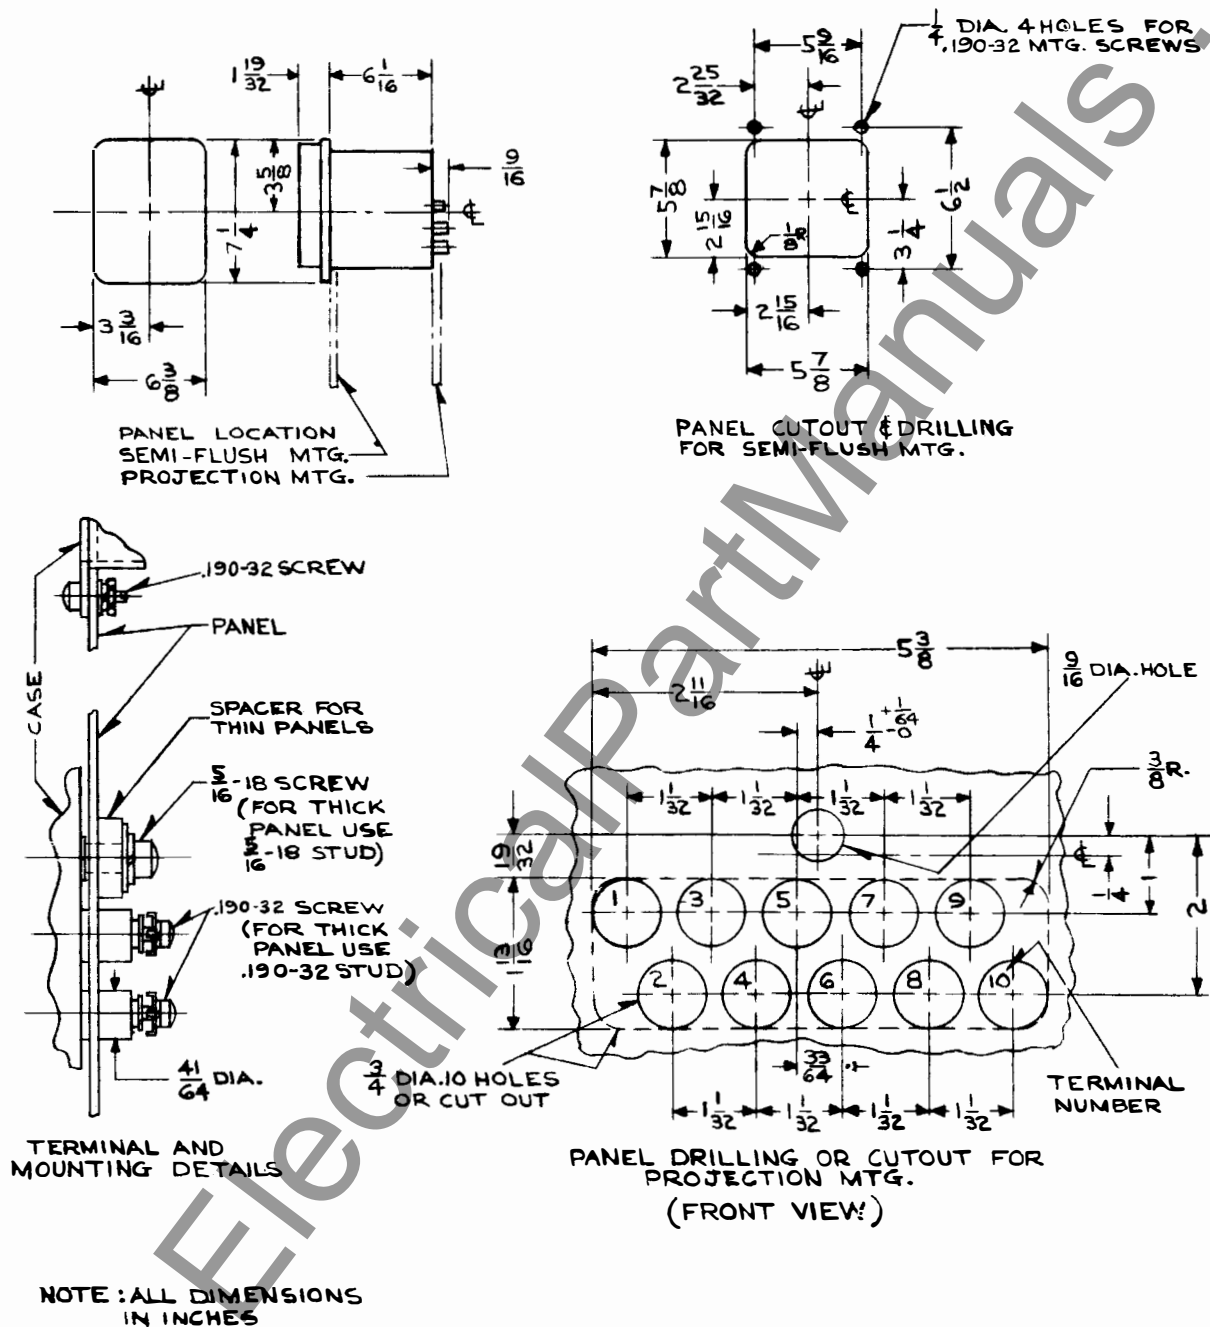 1 19/32
6 1/16
9/16
3 5/8
7 1/4
3 3/16
6 3/8
PANEL LOCATION
SEMI-FLUSH MTG.
PROJECTION MTG.
1/4 DIA. 4 HOLES FOR
.190-32 MTG. SCREWS
5 9/16
2 25/32
5 7/8
2 15/16
1/8 R.
6 1/2
3 1/4
2 15/16
5 7/8
PANEL CUTOUT & DRILLING
FOR SEMI-FLUSH MTG.
.190-32 SCREW
PANEL
CASE
SPACER FOR
THIN PANELS
5/16-18 SCREW
(FOR THICK
PANEL USE
5/16-18 STUD)
.190-32 SCREW
(FOR THICK
PANEL USE
.190-32 STUD)
41/64 DIA.
TERMINAL AND
MOUNTING DETAILS
5 3/8
2 11/16
9/16 DIA. HOLE
1/4 +1/64 -0
3/8 R.
1 1/32
1 1/32
1 1/32
1 1/32
19/32
1/4
1
2
1 3 5 7 9
2 4 6 8 10
33/64
3/4 DIA. 10 HOLES
OR CUT OUT
TERMINAL
NUMBER
1 1/32
1 1/32
1 1/32
1 1/32
PANEL DRILLING OR CUTOUT FOR
PROJECTION MTG.
(FRONT VIEW)
NOTE: ALL DIMENSIONS
IN INCHES
ElectricalPartManuals.